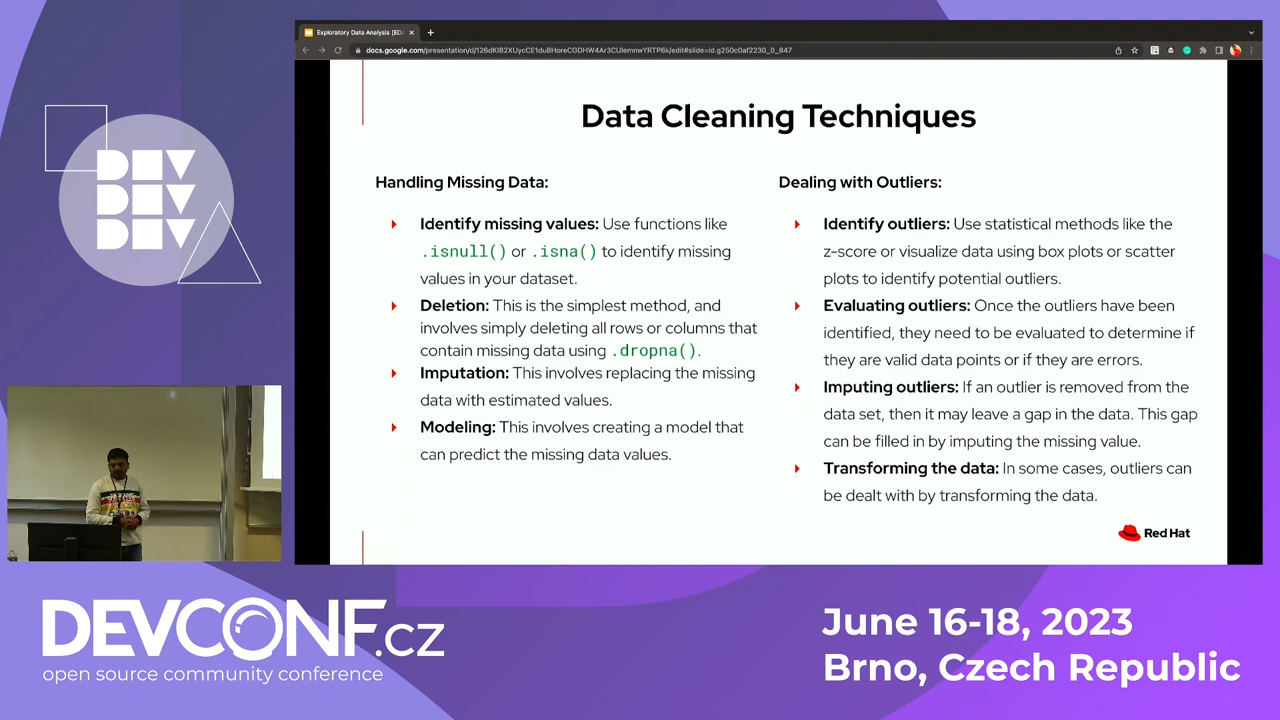 Exploratory Data Analysis [EDA
docs.google.com/presentation/d/126dKIB2XUycCE1duBHoreCGDHW4Ar3CUlemnwYRTP6k/edit#slide=id.g250c0af2230_0_847
DEV
DEV
DEV
Data Cleaning Techniques
Handling Missing Data:
Identify missing values: Use functions like
.isnull() or .isna() to identify missing
values in your dataset.
Deletion: This is the simplest method, and
involves simply deleting all rows or columns that
contain missing data using .dropna().
Imputation: This involves replacing the missing
data with estimated values.
Modeling: This involves creating a model that
can predict the missing data values.
Dealing with Outliers:
Identify outliers: Use statistical methods like the
z-score or visualize data using box plots or scatter
plots to identify potential outliers.
Evaluating outliers: Once the outliers have been
identified, they need to be evaluated to determine if
they are valid data points or if they are errors.
Imputing outliers: If an outlier is removed from the
data set, then it may leave a gap in the data. This gap
can be filled in by imputing the missing value.
Transforming the data: In some cases, outliers can
be dealt with by transforming the data.
Red Hat
DEVCONF.cz
open source community conference
June 16-18, 2023
Brno, Czech Republic